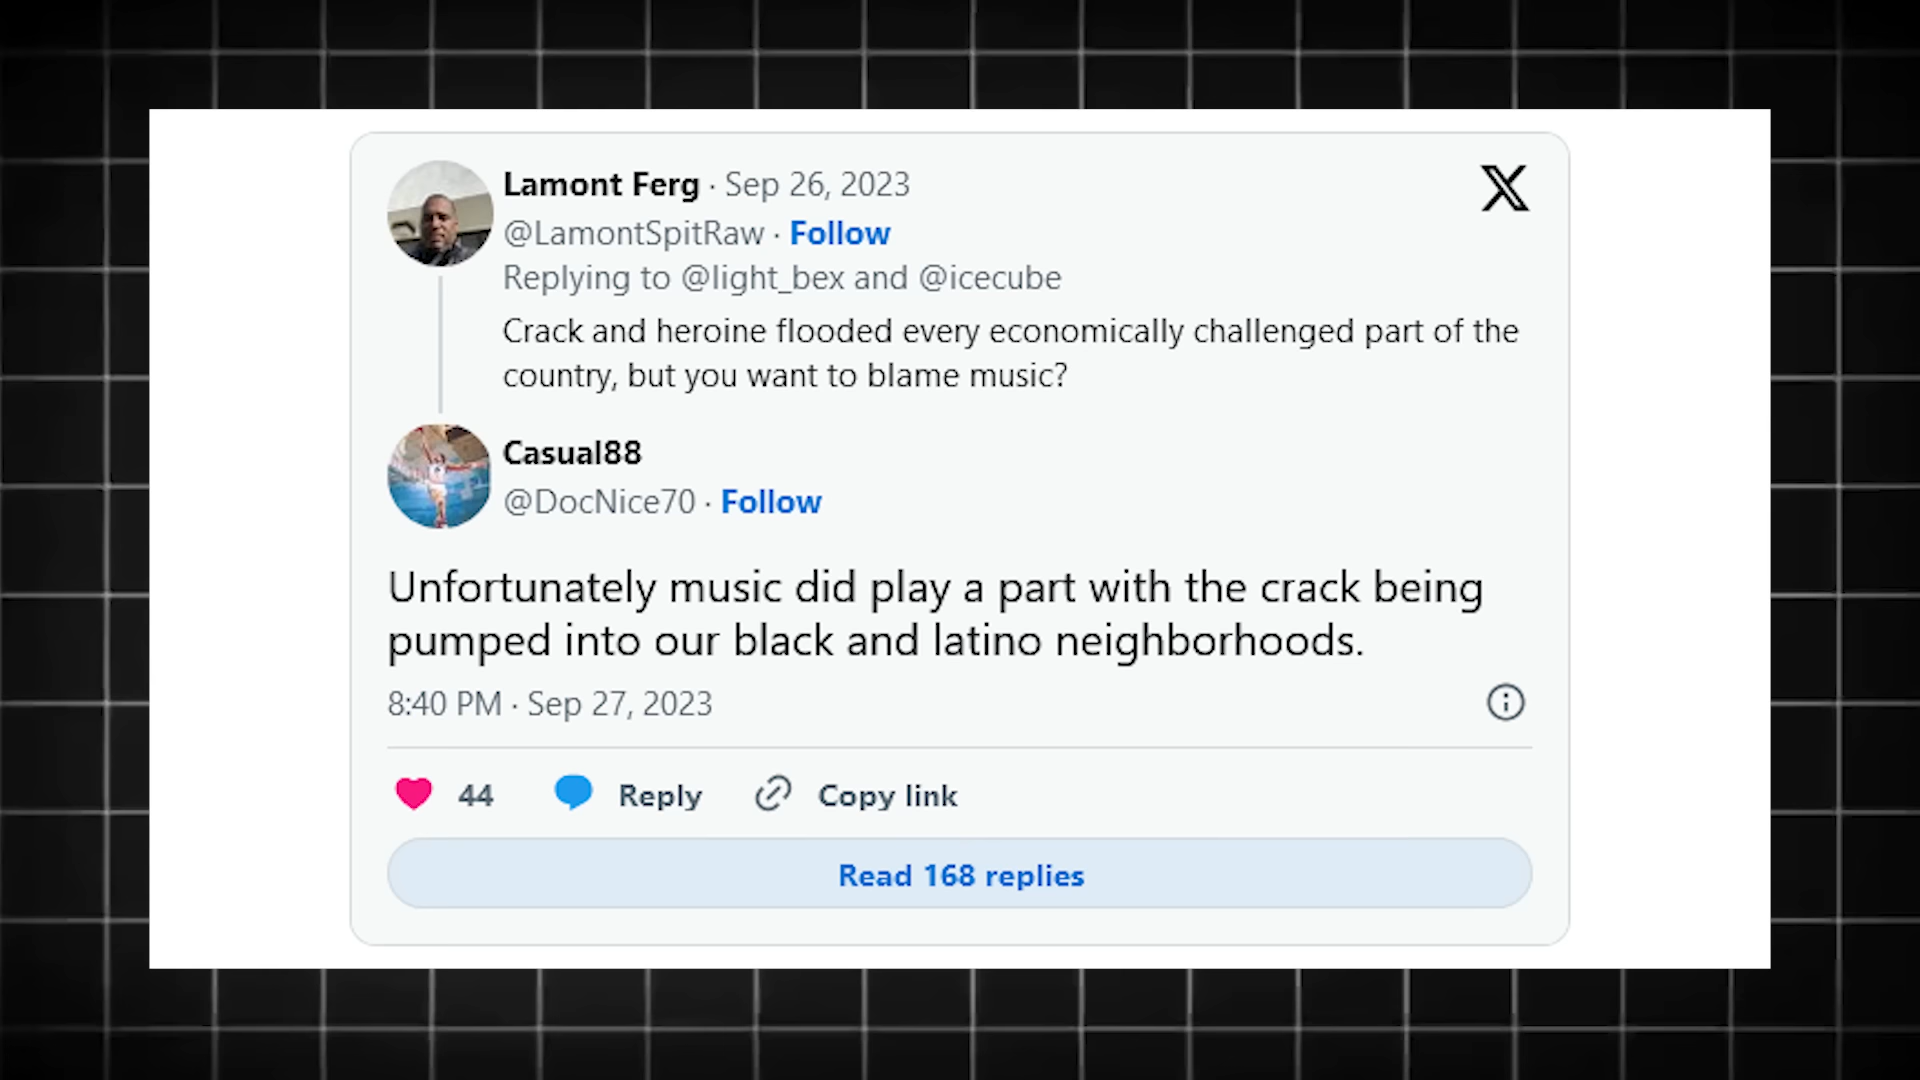 Lamont Ferg · Sep 26, 2023
@LamontSpitRaw · Follow
Replying to @light_bex and @icecube
Crack and heroine flooded every economically challenged part of the
country, but you want to blame music?
Casual88
@DocNice70 · Follow
Unfortunately music did play a part with the crack being
pumped into our black and latino neighborhoods.
8:40 PM · Sep 27, 2023
44 Reply Copy link
Read 168 replies